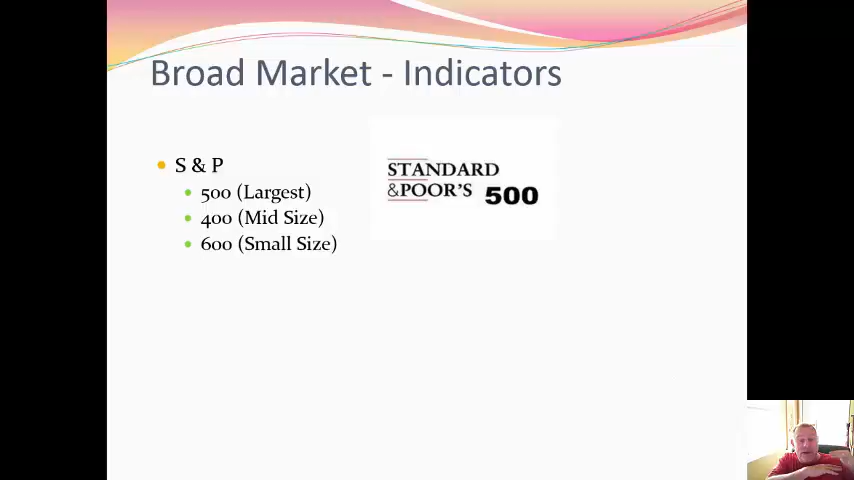 Broad Market - Indicators
S & P
500 (Largest)
400 (Mid Size)
600 (Small Size)
STANDARD
&POOR'S 500